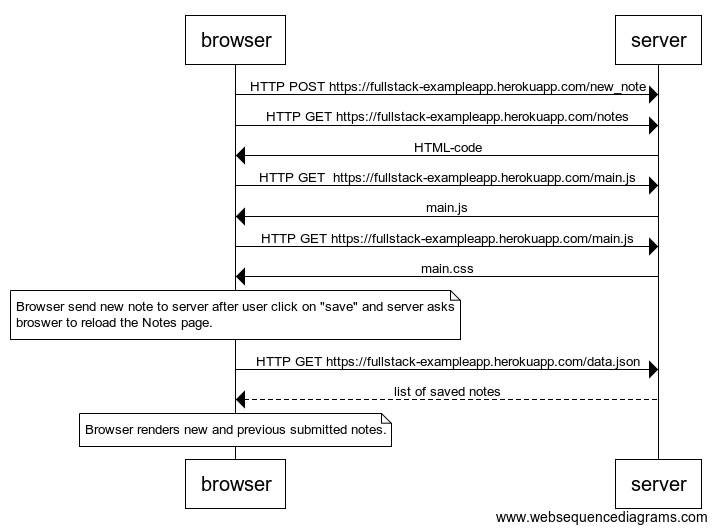 browser server
HTTP POST https://fullstack-exampleapp.herokuapp.com/new_note
HTTP GET https://fullstack-exampleapp.herokuapp.com/notes
HTML-code
HTTP GET  https://fullstack-exampleapp.herokuapp.com/main.js
main.js
HTTP GET https://fullstack-exampleapp.herokuapp.com/main.js
main.css
Browser send new note to server after user click on "save" and server asks
broswer to reload the Notes page.
HTTP GET https://fullstack-exampleapp.herokuapp.com/data.json
list of saved notes
Browser renders new and previous submitted notes.
browser server
www.websequencediagrams.com